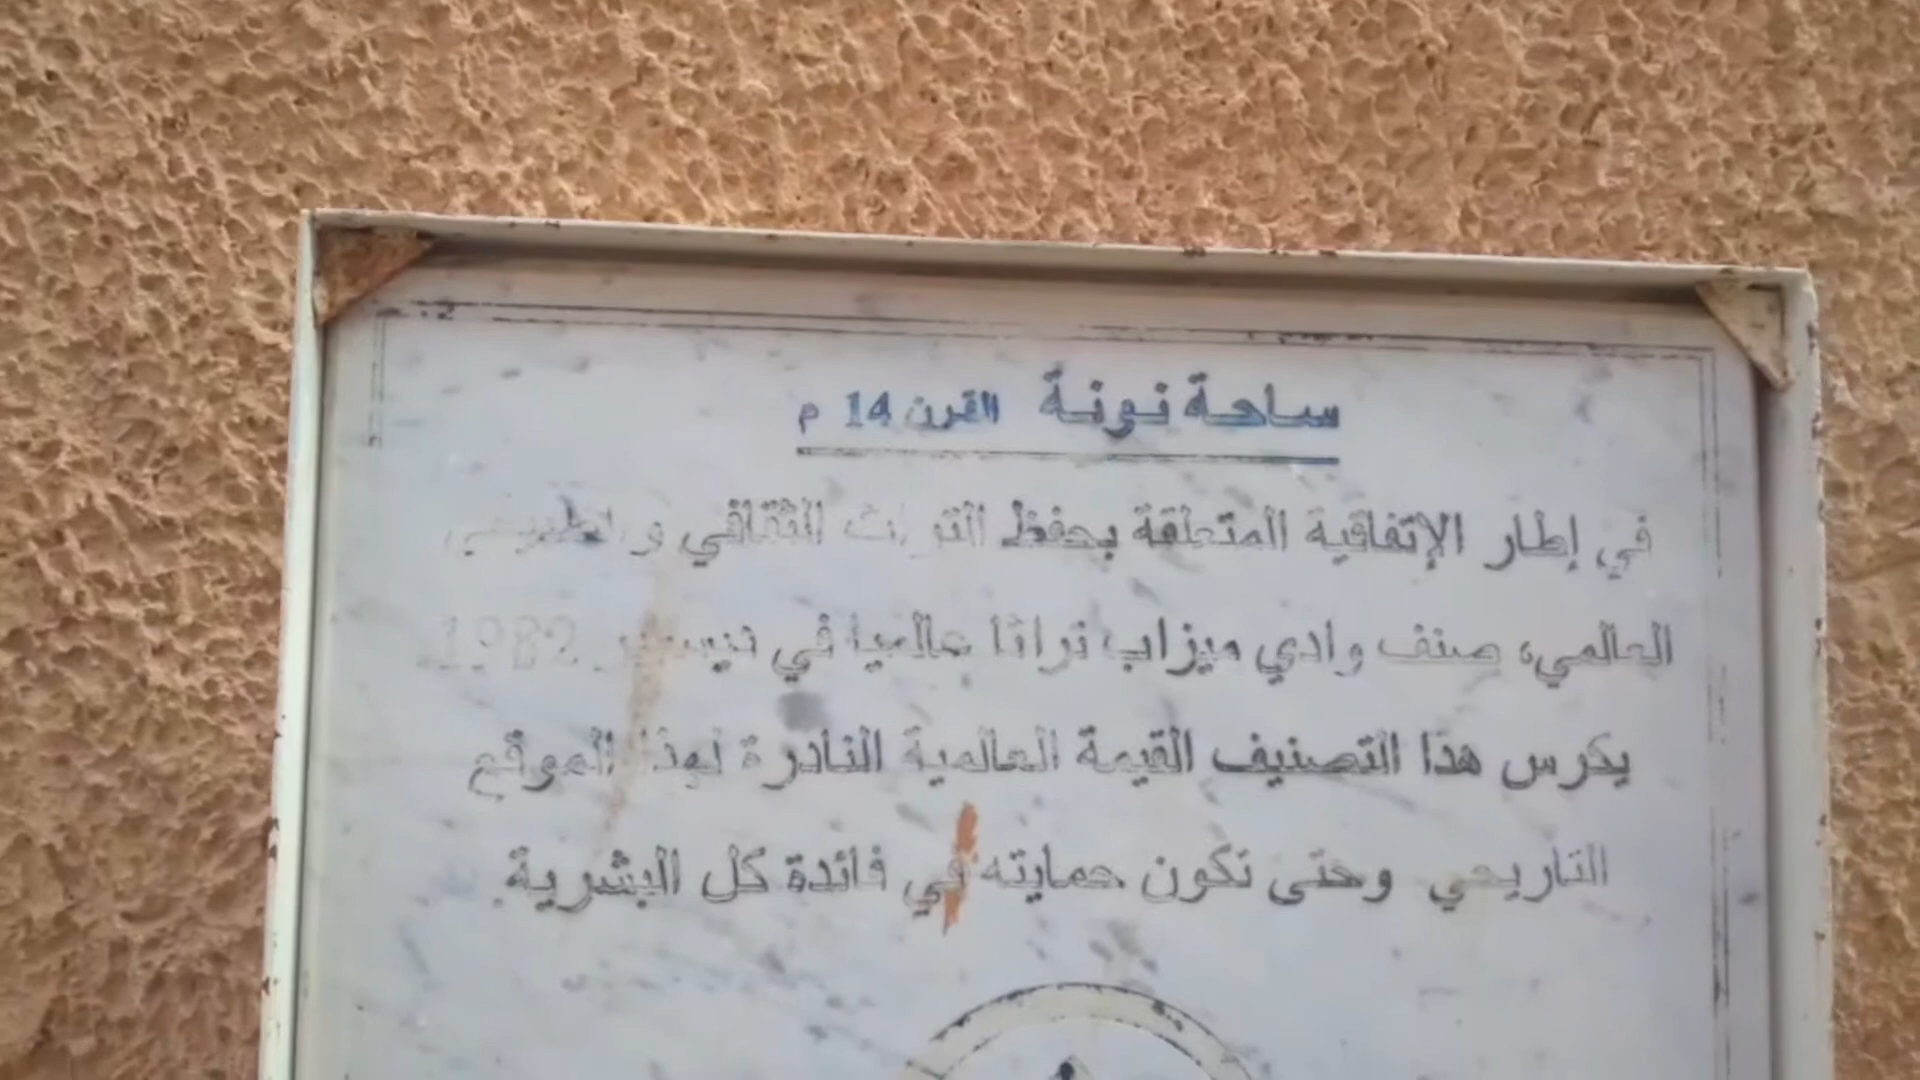 ساحة نونة القرن 14 م
في إطار الإتفاقية المتعلقة بحفظ التراث الثقافي والطبيعي
العالمي، صنف وادي ميزاب تراثا عالميا في ديسمبر 1982
يكرس هذا التصنيف القيمة العالمية النادرة لهذا الموقع
التاريخي وحتى تكون حمايته في فائدة كل البشرية.